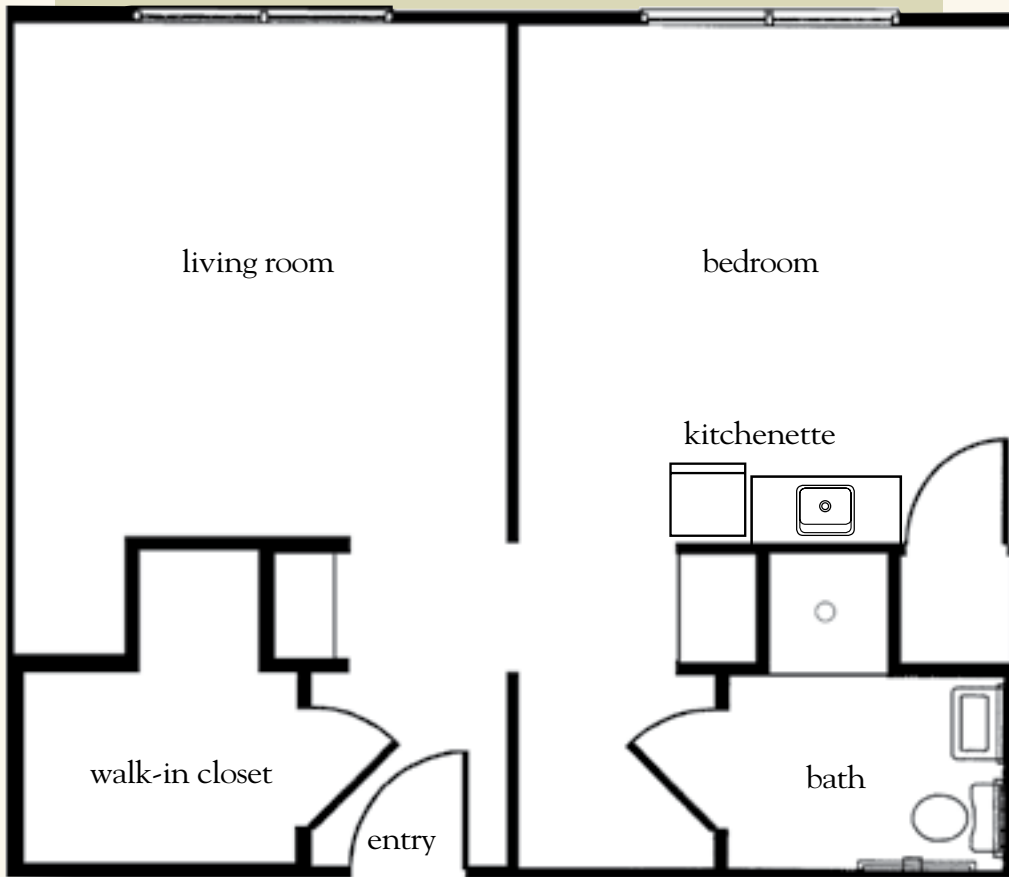 living room
bedroom
kitchenette
walk-in closet
bath
entry